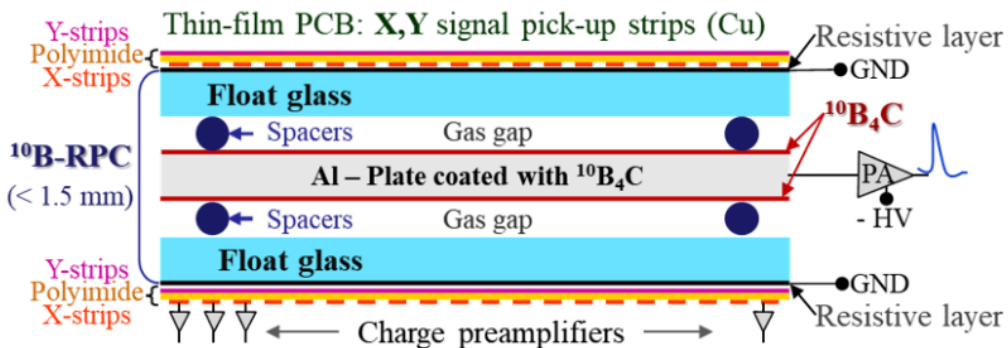 Thin-film PCB: X,Y signal pick-up strips (Cu)
Y-strips
Polyimide
X-strips
Resistive layer
GND
Float glass
Spacers
Gas gap
¹⁰B₄C
¹⁰B-RPC
(< 1.5 mm)
Al – Plate coated with ¹⁰B₄C
PA
- HV
Spacers
Gas gap
Float glass
Y-strips
Polyimide
X-strips
GND
Resistive layer
Charge preamplifiers